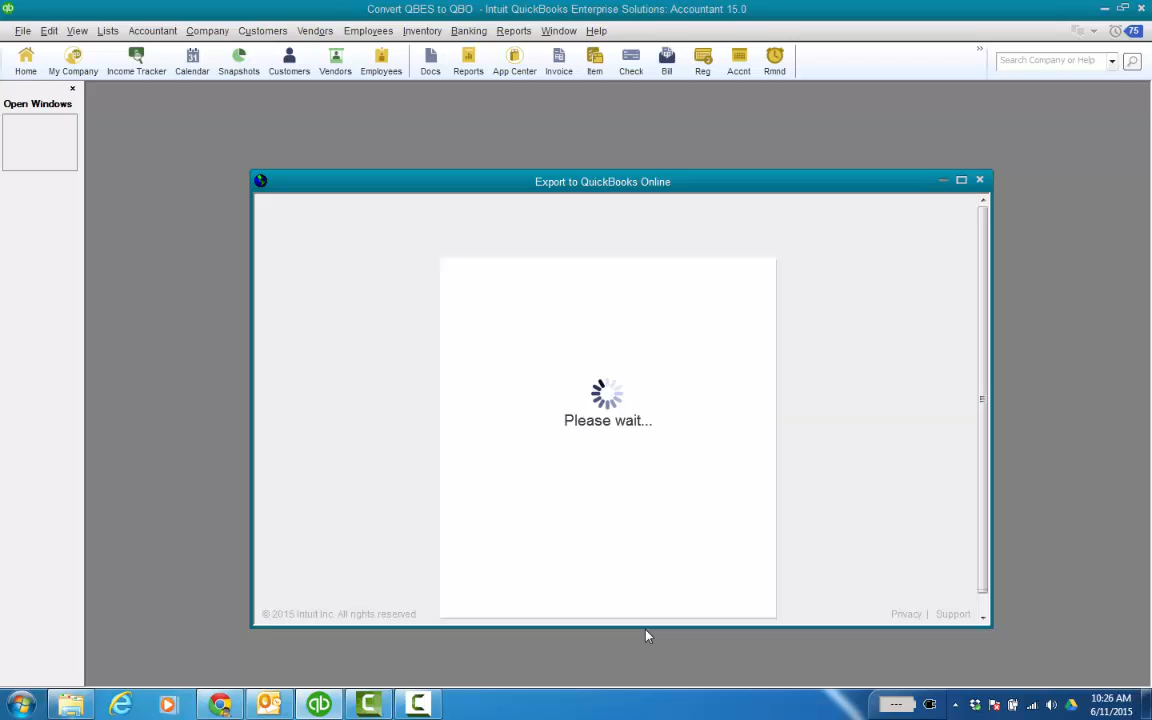 Convert QBES to QBO - Intuit QuickBooks Enterprise Solutions: Accountant 15.0
File Edit View Lists Accountant Company Customers Vendors Employees Inventory Banking Reports Window Help
75
Home My Company Income Tracker Calendar Snapshots Customers Vendors Employees Docs Reports App Center Invoice Item Check Bill Reg Accnt Rmnd
Search Company or Help
Open Windows
Export to QuickBooks Online
Please wait...
© 2015 Intuit Inc. All rights reserved
Privacy | Support
10:26 AM
6/11/2015